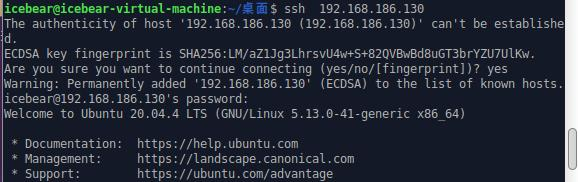 icebear@icebear-virtual-machine:~/桌面$ ssh  192.168.186.130
The authenticity of host '192.168.186.130 (192.168.186.130)' can't be establishe
d.
ECDSA key fingerprint is SHA256:LM/aZ1Jg3LhrsvU4w+S+82QVBwBd8uGT3brYZU7UlKw.
Are you sure you want to continue connecting (yes/no/[fingerprint])? yes
Warning: Permanently added '192.168.186.130' (ECDSA) to the list of known hosts.
icebear@192.168.186.130's password:
Welcome to Ubuntu 20.04.4 LTS (GNU/Linux 5.13.0-41-generic x86_64)

 * Documentation:  https://help.ubuntu.com
 * Management:     https://landscape.canonical.com
 * Support:        https://ubuntu.com/advantage